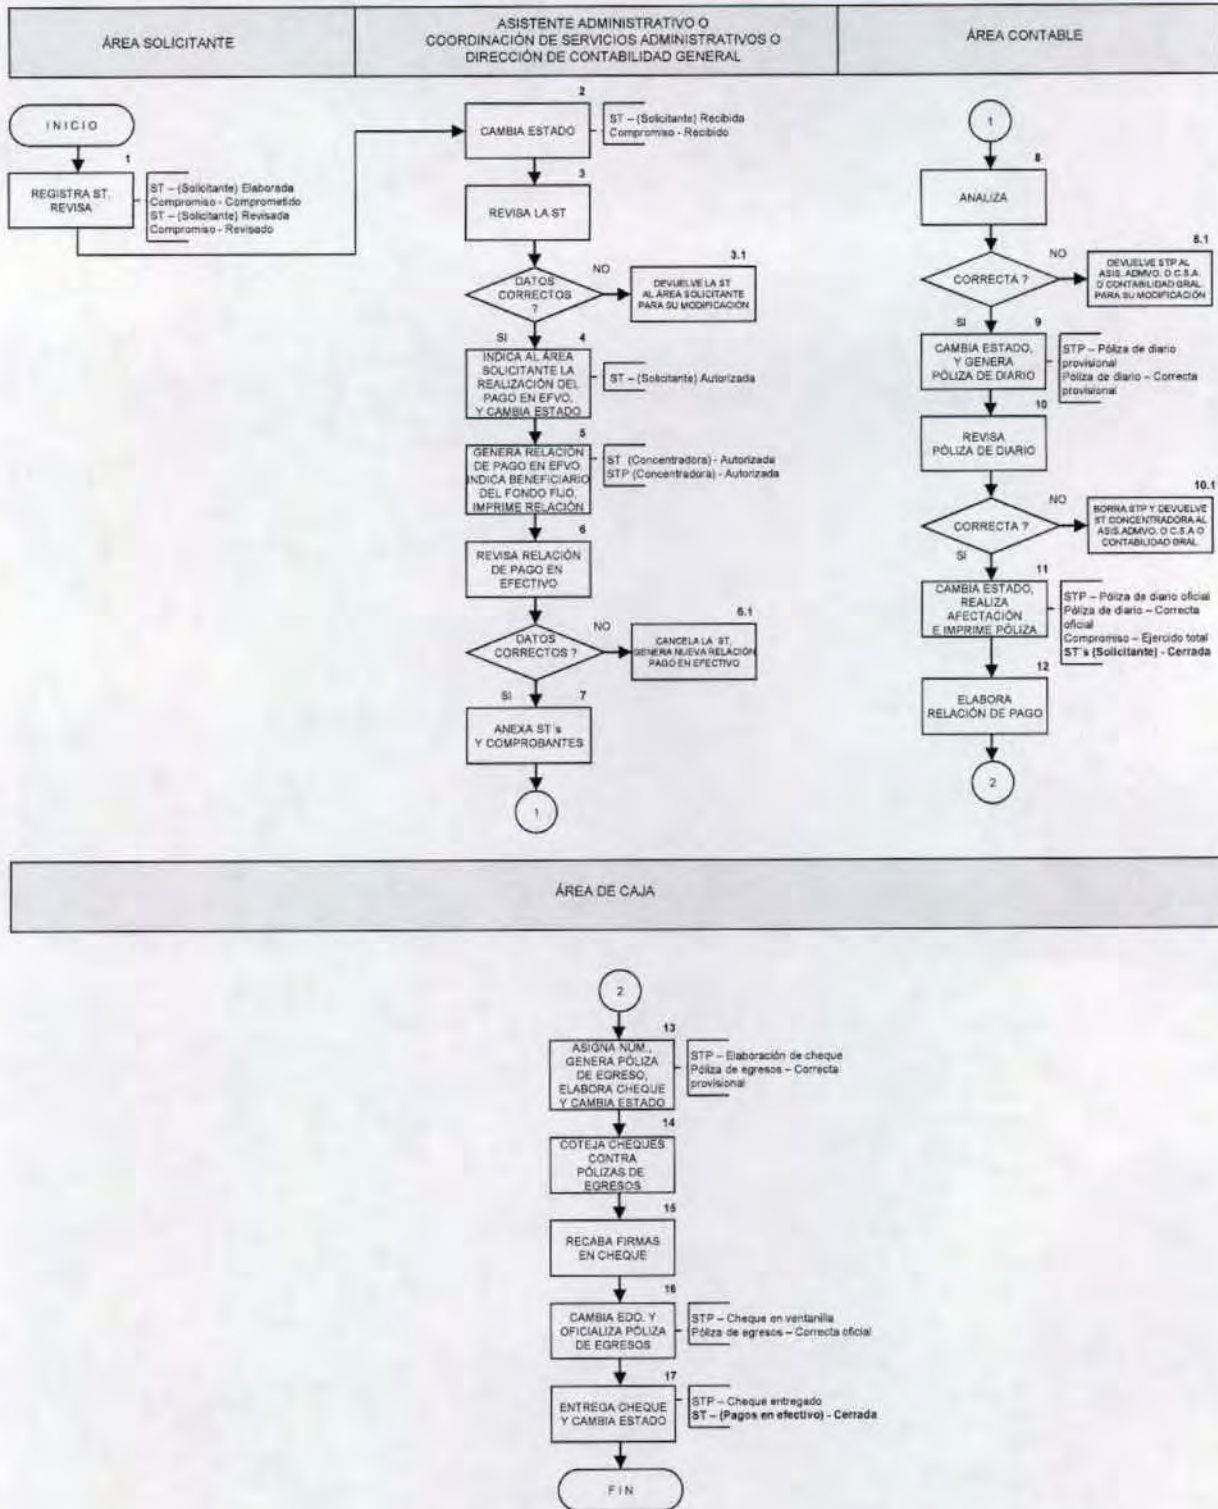 ÁREA SOLICITANTE
ASISTENTE ADMINISTRATIVO O
COORDINACIÓN DE SERVICIOS ADMINISTRATIVOS O
DIRECCIÓN DE CONTABILIDAD GENERAL
ÁREA CONTABLE
INICIO
1
REGISTRA ST,
REVISA
ST – (Solicitante) Elaborada
Compromiso - Comprometido
ST – (Solicitante) Revisada
Compromiso - Revisado
2
CAMBIA ESTADO
ST – (Solicitante) Recibida
Compromiso - Recibido
3
REVISA LA ST
DATOS
CORRECTOS
?
NO
3.1
DEVUELVE LA ST
AL ÁREA SOLICITANTE
PARA SU MODIFICACIÓN
SI
4
INDICA AL ÁREA
SOLICITANTE LA
REALIZACIÓN DEL
PAGO EN EFVO.
Y CAMBIA ESTADO
ST – (Solicitante) Autorizada
5
GENERA RELACIÓN
DE PAGO EN EFVO.
INDICA BENEFICIARIO
DEL FONDO FIJO,
IMPRIME RELACIÓN
ST (Concentradora) - Autorizada
STP (Concentradora) - Autorizada
6
REVISA RELACIÓN
DE PAGO EN
EFECTIVO
DATOS
CORRECTOS ?
NO
6.1
CANCELA LA ST,
GENERA NUEVA RELACIÓN
PAGO EN EFECTIVO
SI
7
ANEXA ST´s
Y COMPROBANTES
1
1
8
ANALIZA
CORRECTA ?
NO
8.1
DEVUELVE STP AL
ASIS. ADMVO. O C.S.A.
O CONTABILIDAD GRAL.
PARA SU MODIFICACIÓN
SI
9
CAMBIA ESTADO,
Y GENERA
PÓLIZA DE DIARIO
STP – Póliza de diario
provisional
Póliza de diario – Correcta
provisional
10
REVISA
PÓLIZA DE DIARIO
CORRECTA ?
NO
10.1
BORRA STP Y DEVUELVE
ST CONCENTRADORA AL
ASIS.ADMVO. O C.S.A O
CONTABILIDAD GRAL.
SI
11
CAMBIA ESTADO,
REALIZA
AFECTACIÓN
E IMPRIME PÓLIZA
STP – Póliza de diario oficial
Póliza de diario – Correcta
oficial
Compromiso – Ejercido total
ST´s (Solicitante) - Cerrada
12
ELABORA
RELACIÓN DE PAGO
2
ÁREA DE CAJA
2
13
ASIGNA NÚM.,
GENERA PÓLIZA
DE EGRESO,
ELABORA CHEQUE
Y CAMBIA ESTADO
STP – Elaboración de cheque
Póliza de egresos – Correcta
provisional
14
COTEJA CHEQUES
CONTRA
PÓLIZAS DE
EGRESOS
15
RECABA FIRMAS
EN CHEQUE
16
CAMBIA EDO. Y
OFICIALIZA PÓLIZA
DE EGRESOS
STP – Cheque en ventanilla
Póliza de egresos – Correcta oficial
17
ENTREGA CHEQUE
Y CAMBIA ESTADO
STP – Cheque entregado
ST – (Pagos en efectivo) - Cerrada
FIN